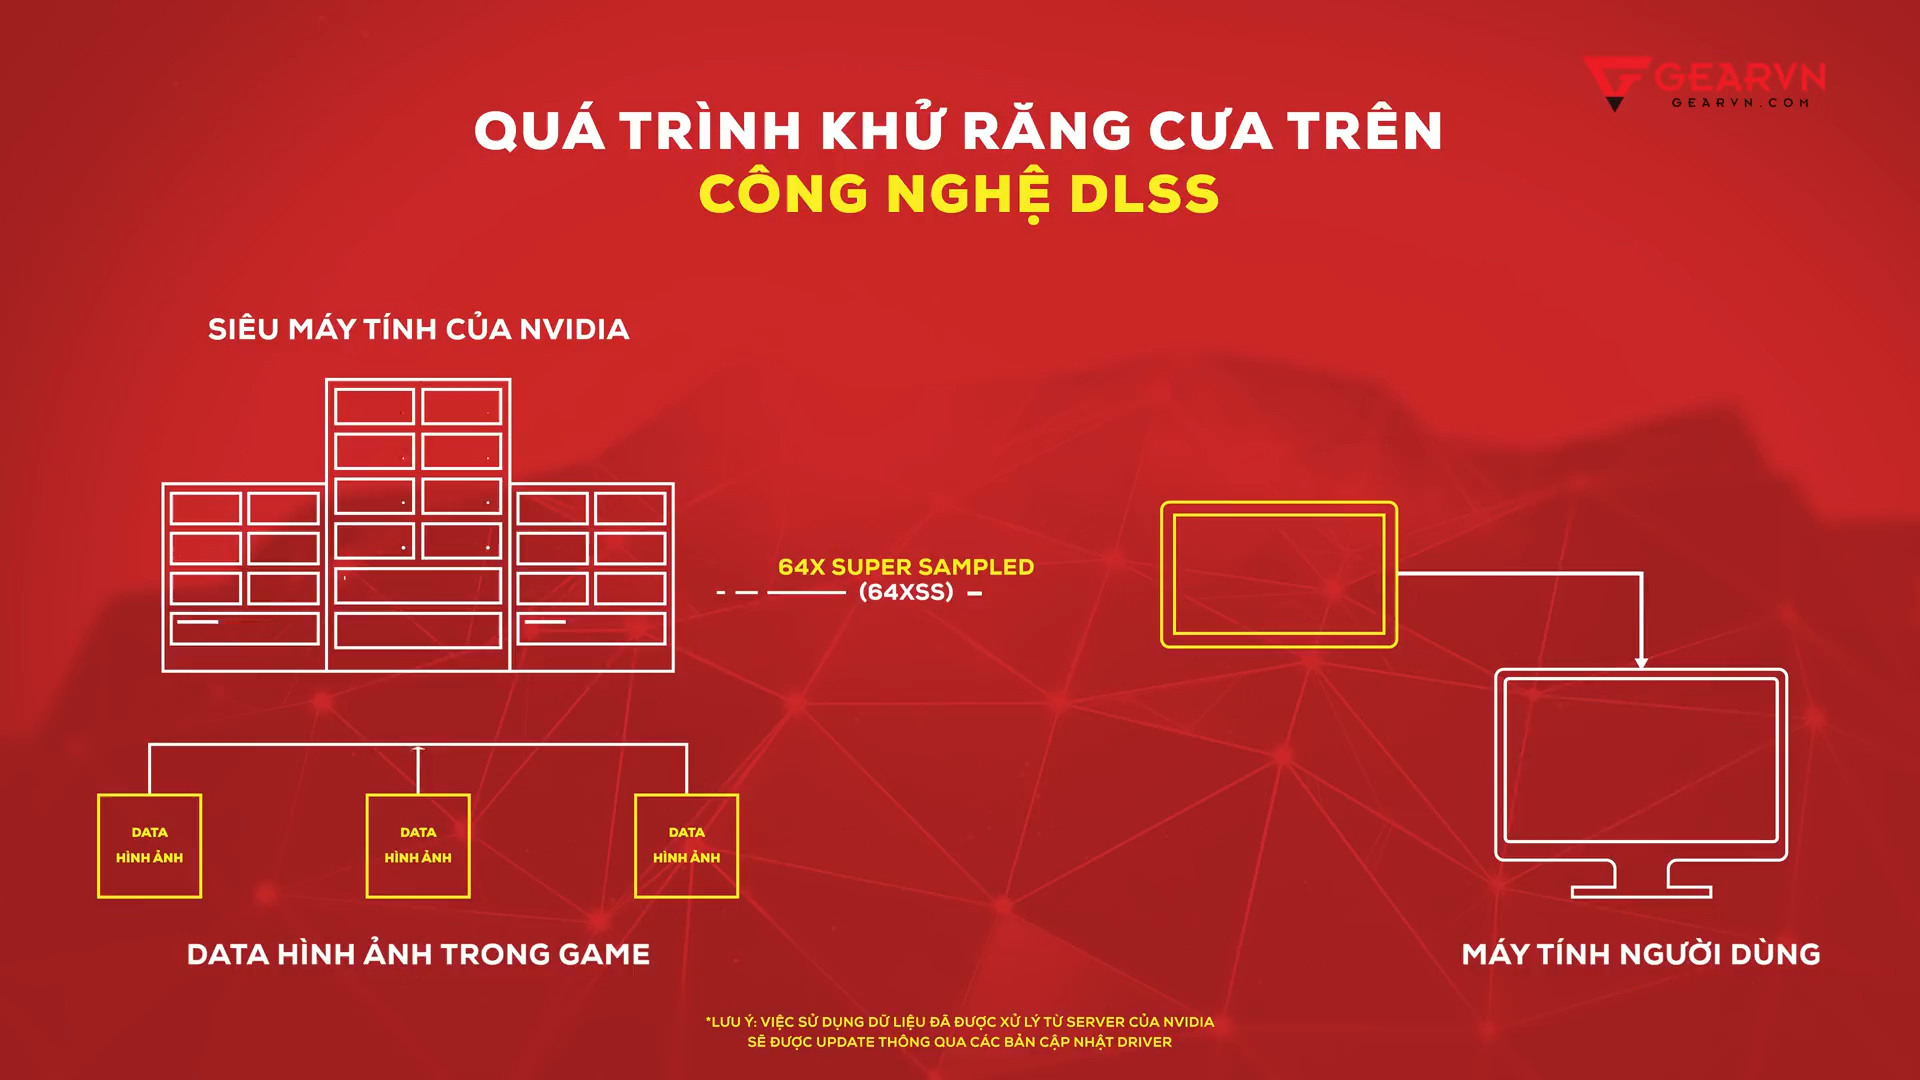 GEARVN
GEARVN.COM
QUÁ TRÌNH KHỬ RĂNG CƯA TRÊN
CÔNG NGHỆ DLSS
SIÊU MÁY TÍNH CỦA NVIDIA
64X SUPER SAMPLED
(64XSS)
DATA
HÌNH ẢNH
DATA
HÌNH ẢNH
DATA
HÌNH ẢNH
DATA HÌNH ẢNH TRONG GAME
MÁY TÍNH NGƯỜI DÙNG
*LƯU Ý: VIỆC SỬ DỤNG DỮ LIỆU ĐÃ ĐƯỢC XỬ LÝ TỪ SERVER CỦA NVIDIA
SẼ ĐƯỢC UPDATE THÔNG QUA CÁC BẢN CẬP NHẬT DRIVER